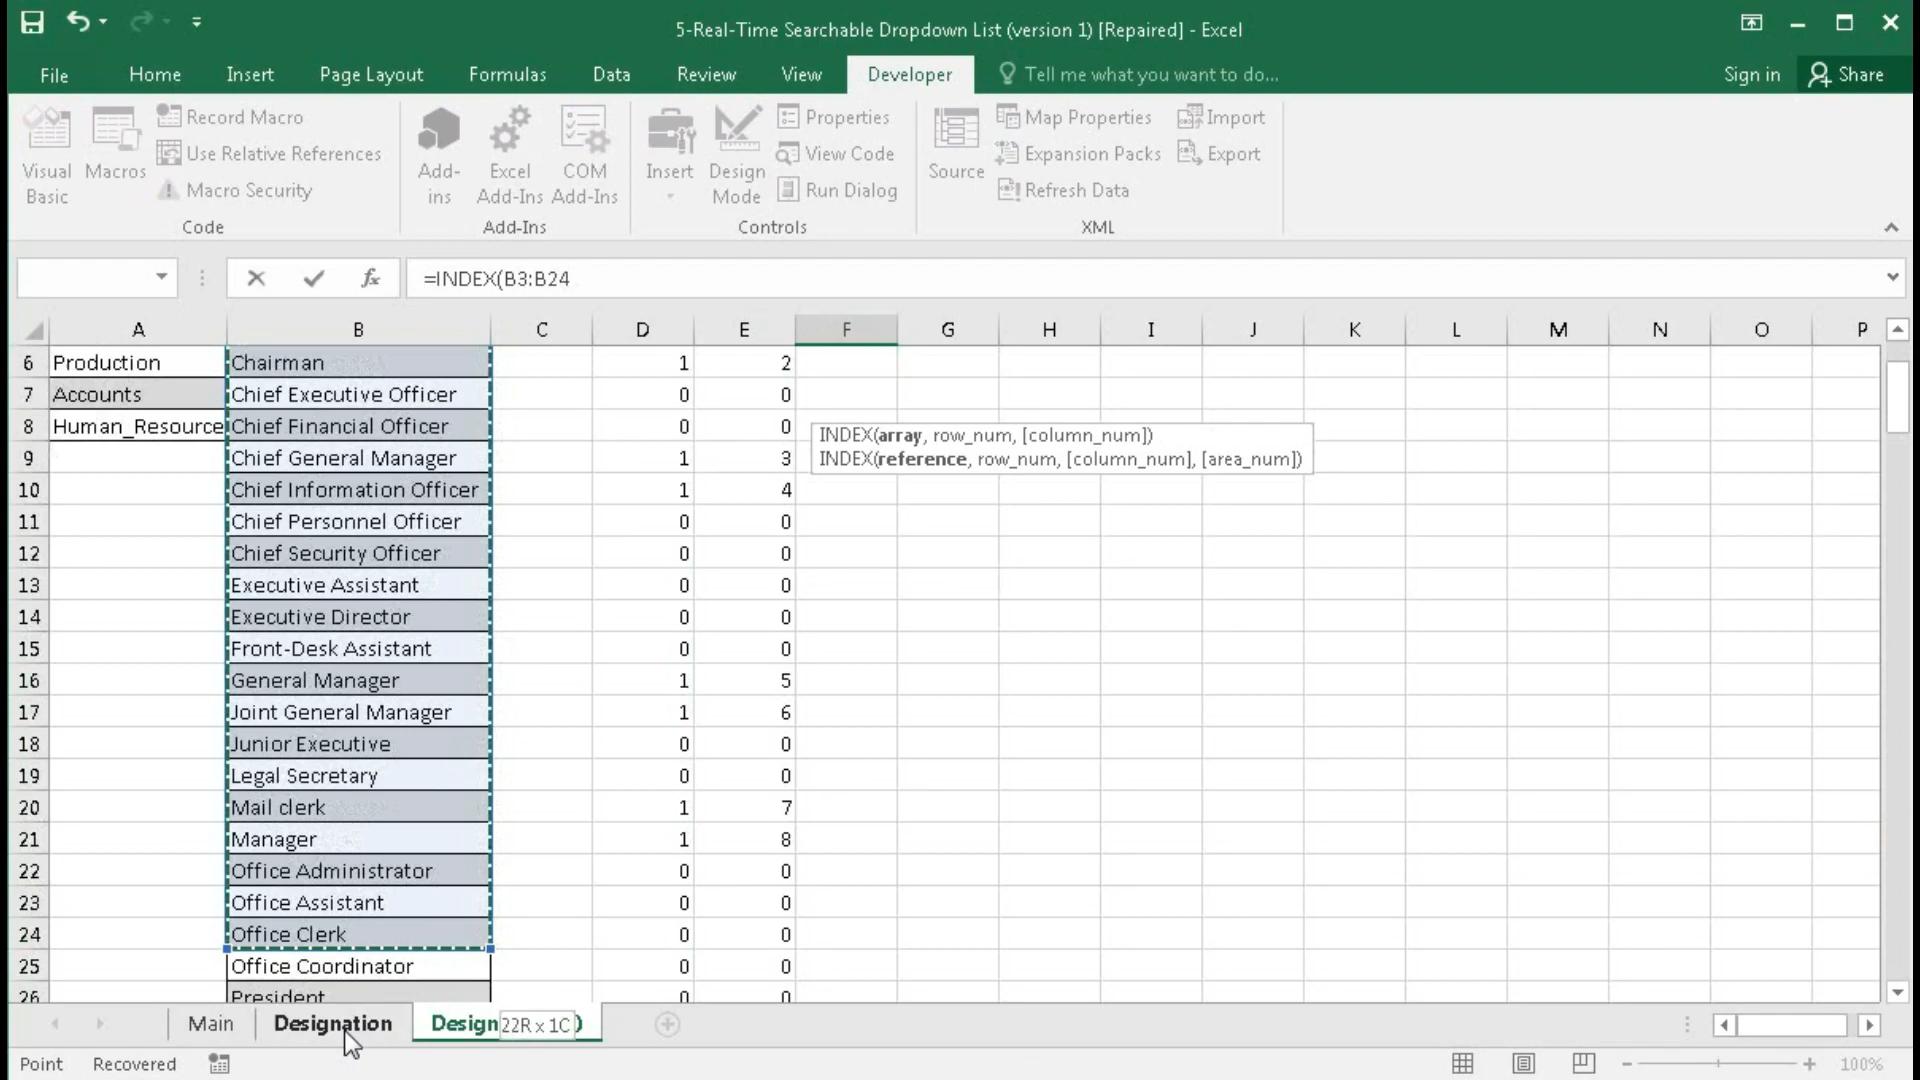 5-Real-Time Searchable Dropdown List (version 1) [Repaired] - Excel
File Home Insert Page Layout Formulas Data Review View Developer Tell me what you want to do... Sign in Share
Visual Basic
Macros
Record Macro
Use Relative References
Macro Security
Code
Add-ins
Excel Add-Ins
COM Add-Ins
Add-Ins
Insert
Design Mode
Properties
View Code
Run Dialog
Controls
Source
Map Properties
Expansion Packs
Refresh Data
Import
Export
XML
fx =INDEX(B3:B24
A B C D E F G H I J K L M N O P
6 Production Chairman 1 2
7 Accounts Chief Executive Officer 0 0
8 Human_Resource Chief Financial Officer 0 0
INDEX(array, row_num, [column_num])
INDEX(reference, row_num, [column_num], [area_num])
9 Chief General Manager 1 3
10 Chief Information Officer 1 4
11 Chief Personnel Officer 0 0
12 Chief Security Officer 0 0
13 Executive Assistant 0 0
14 Executive Director 0 0
15 Front-Desk Assistant 0 0
16 General Manager 1 5
17 Joint General Manager 1 6
18 Junior Executive 0 0
19 Legal Secretary 0 0
20 Mail clerk 1 7
21 Manager 1 8
22 Office Administrator 0 0
23 Office Assistant 0 0
24 Office Clerk 0 0
25 Office Coordinator 0 0
26 President 0 0
Main Designation Design 22R x 1C )
Point Recovered 100%